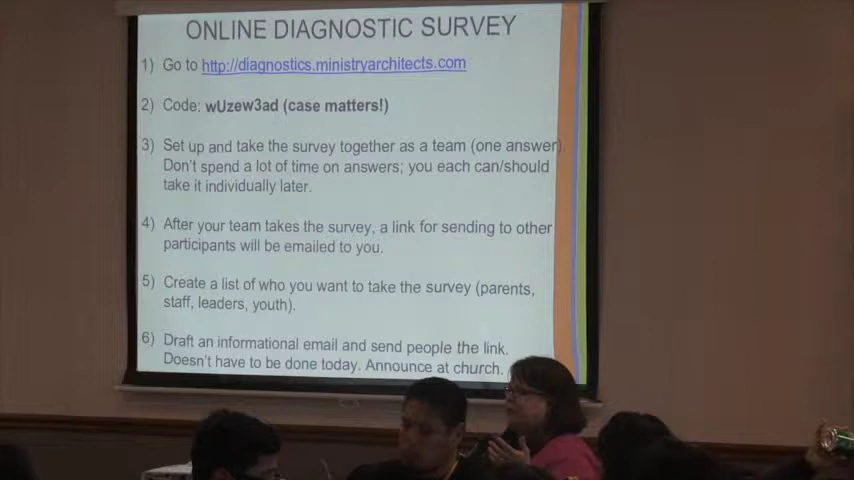 ONLINE DIAGNOSTIC SURVEY
1) Go to http://diagnostics.ministryarchitects.com
2) Code: wUzew3ad (case matters!)
3) Set up and take the survey together as a team (one answer)
Don't spend a lot of time on answers; you each can/should
take it individually later.
4) After your team takes the survey, a link for sending to other
participants will be emailed to you.
5) Create a list of who you want to take the survey (parents,
staff, leaders, youth).
6) Draft an informational email and send people the link.
Doesn't have to be done today. Announce at church.